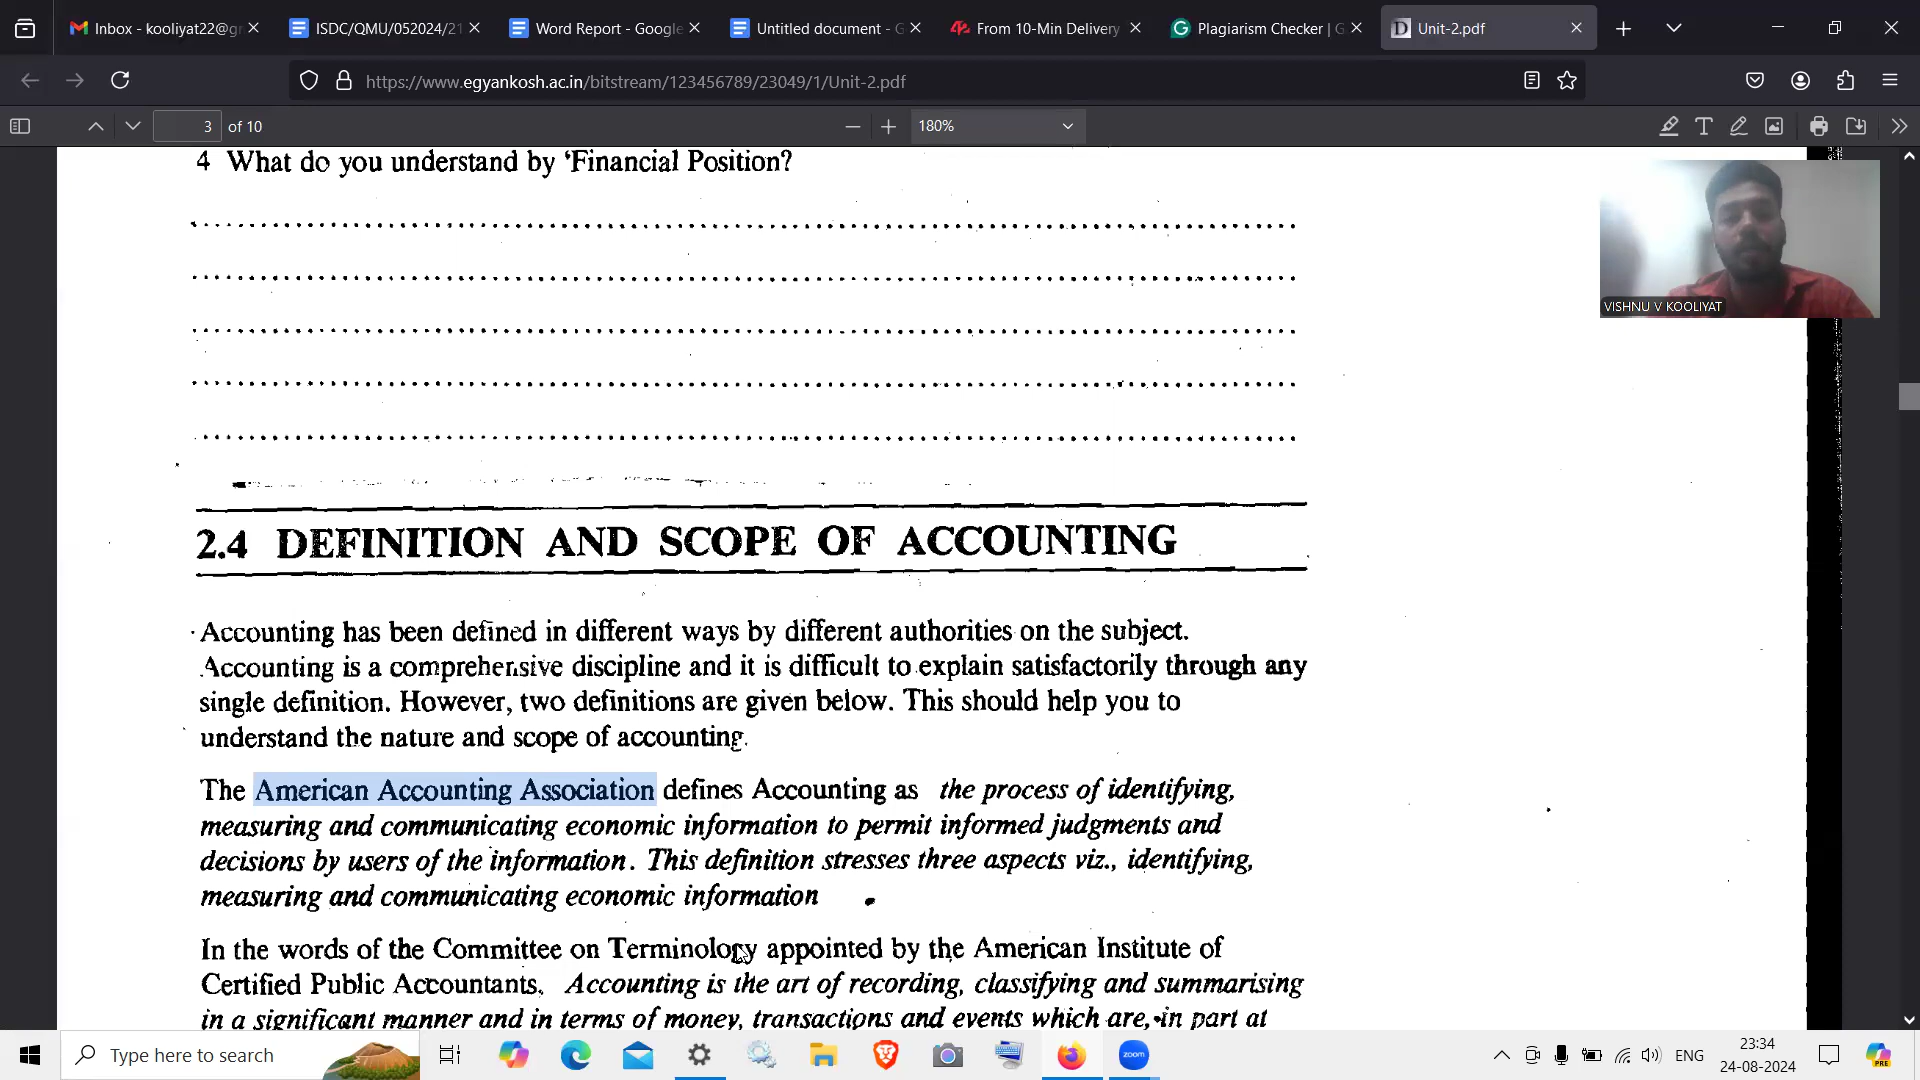 Inbox - kooliyat22@gr
ISDC/QMU/052024/21
Word Report - Google
Untitled document - G
From 10-Min Delivery
Plagiarism Checker | G
Unit-2.pdf
https://www.egyankosh.ac.in/bitstream/123456789/23049/1/Unit-2.pdf
3 of 10
180%
4 What do you understand by 'Financial Position?
VISHNU V KOOLIYAT
2.4 DEFINITION AND SCOPE OF ACCOUNTING
Accounting has been defined in different ways by different authorities on the subject.
Accounting is a comprehensive discipline and it is difficult to explain satisfactorily through any
single definition. However, two definitions are given below. This should help you to
understand the nature and scope of accounting.
The American Accounting Association defines Accounting as the process of identifying,
measuring and communicating economic information to permit informed judgments and
decisions by users of the information. This definition stresses three aspects viz., identifying,
measuring and communicating economic information
In the words of the Committee on Terminology appointed by the American Institute of
Certified Public Accountants. Accounting is the art of recording, classifying and summarising
in a significant manner and in terms of money, transactions and events which are, in part at
Type here to search
zoom
ENG
23:34
24-08-2024
PRE